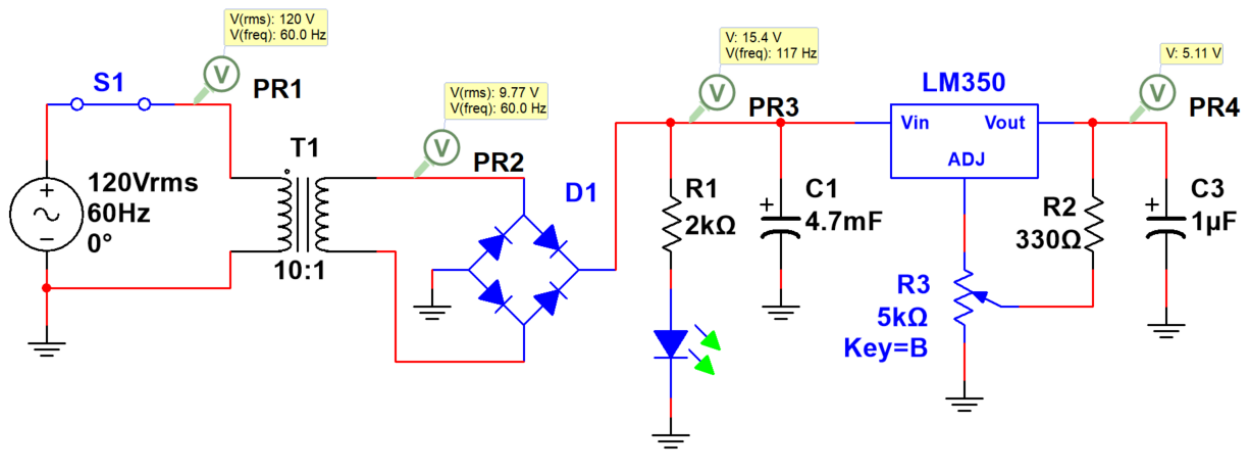 V(rms): 120 V
V(freq): 60.0 Hz
V
S1
PR1
120Vrms
60Hz
0°
T1
10:1
V(rms): 9.77 V
V(freq): 60.0 Hz
V
PR2
D1
V: 15.4 V
V(freq): 117 Hz
V
PR3
R1
2kΩ
C1
4.7mF
LM350
Vin
Vout
ADJ
R3
5kΩ
Key=B
R2
330Ω
V: 5.11 V
V
PR4
C3
1µF